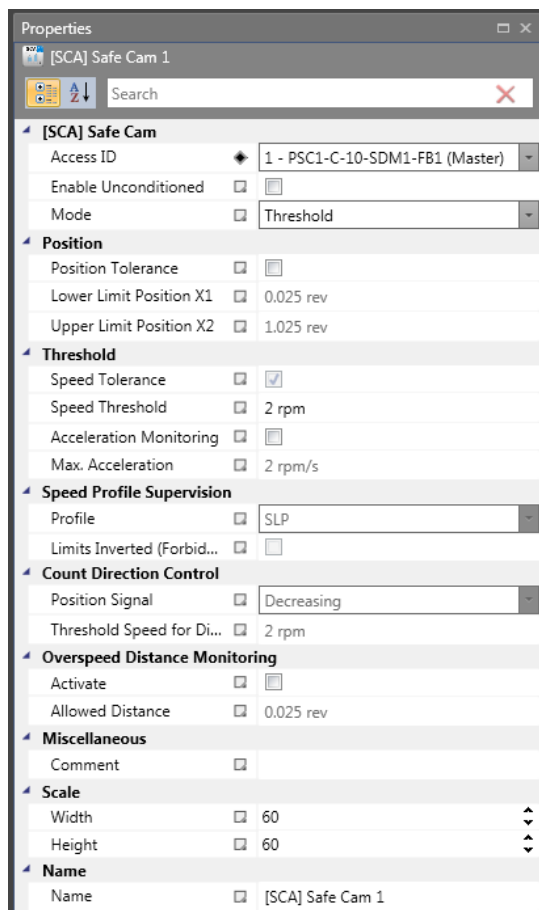 Properties
[SCA] Safe Cam 1
Search
[SCA] Safe Cam
Access ID 1 - PSC1-C-10-SDM1-FB1 (Master)
Enable Unconditioned
Mode Threshold
Position
Position Tolerance
Lower Limit Position X1 0.025 rev
Upper Limit Position X2 1.025 rev
Threshold
Speed Tolerance
Speed Threshold 2 rpm
Acceleration Monitoring
Max. Acceleration 2 rpm/s
Speed Profile Supervision
Profile SLP
Limits Inverted (Forbid...
Count Direction Control
Position Signal Decreasing
Threshold Speed for Di... 2 rpm
Overspeed Distance Monitoring
Activate
Allowed Distance 0.025 rev
Miscellaneous
Comment
Scale
Width 60
Height 60
Name
Name [SCA] Safe Cam 1